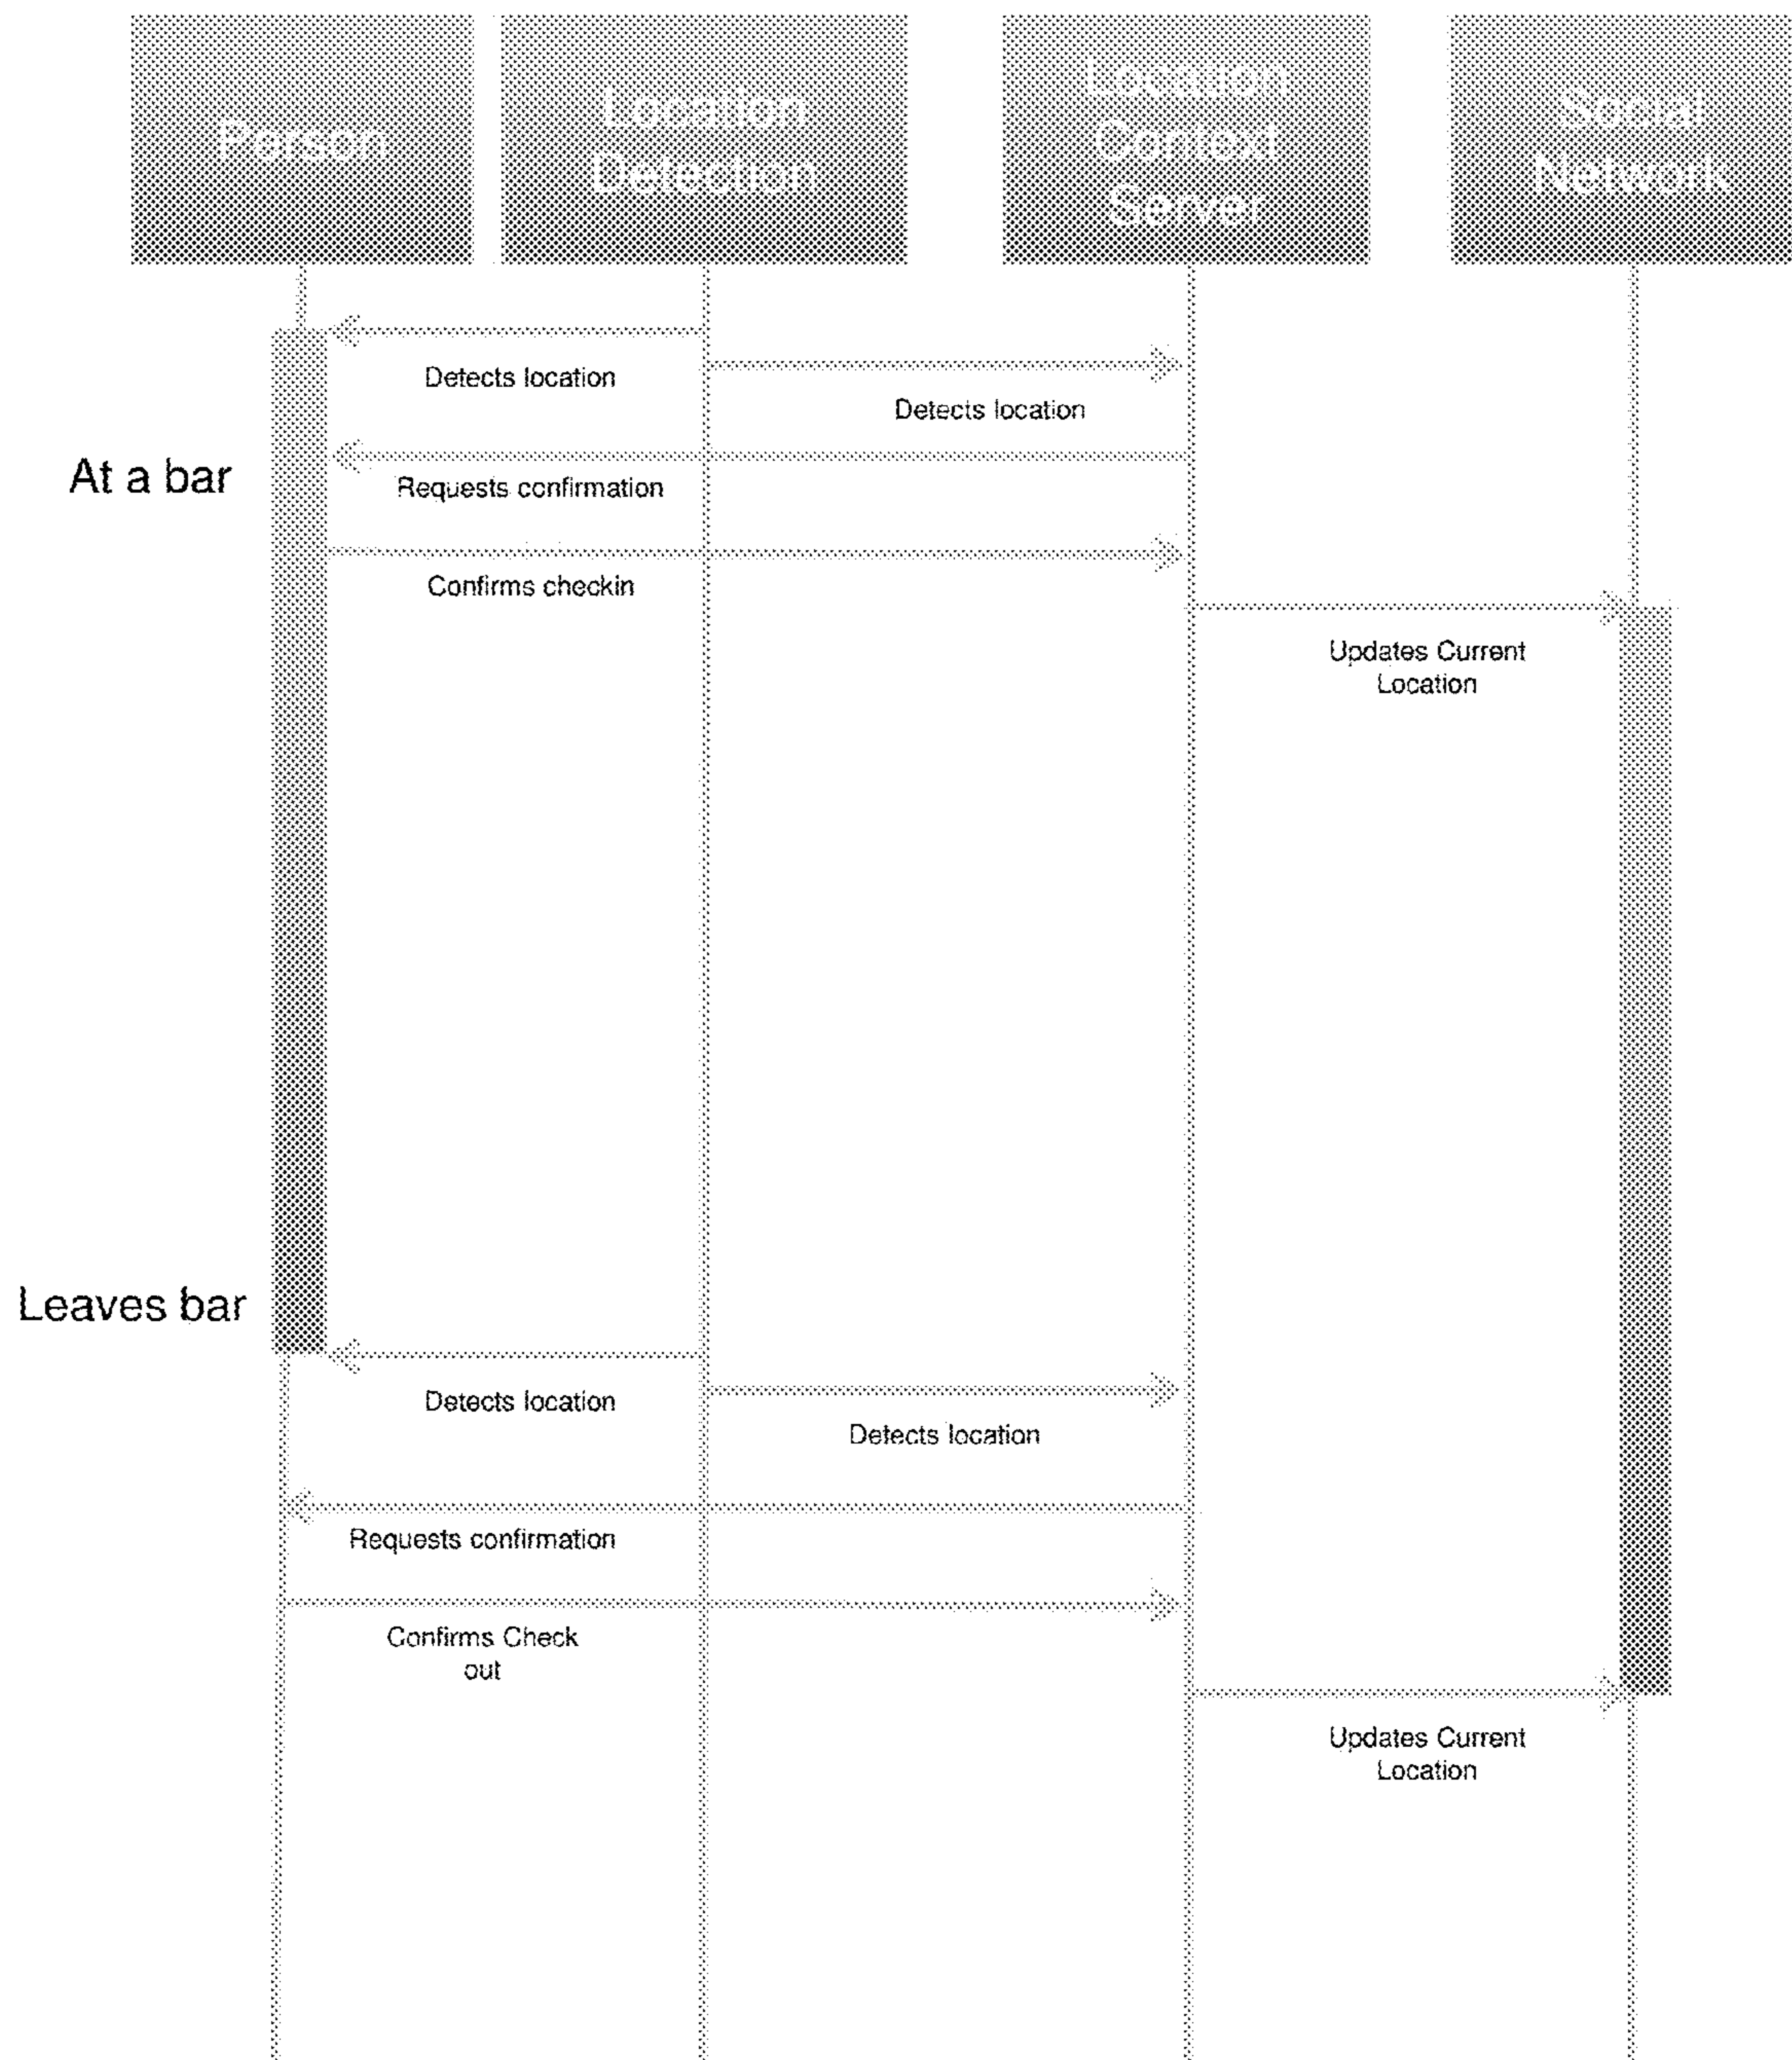 Person
Location
Detection
Location
Context
Server
Social
Network
Detects location
Detects location
At a bar
Requests confirmation
Confirms checkin
Updates Current
Location
Leaves bar
Detects location
Detects location
Requests confirmation
Confirms Check
out
Updates Current
Location